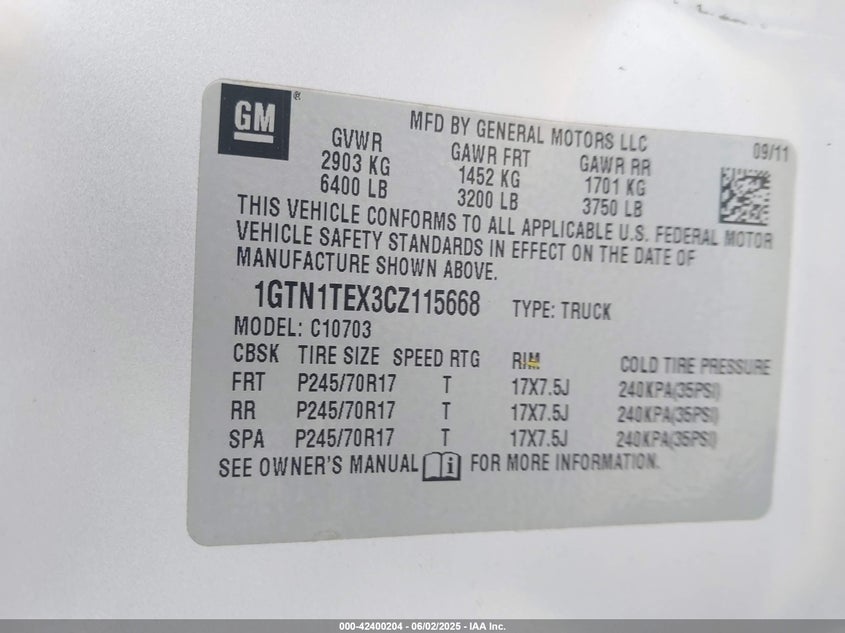 GM®
MFD BY GENERAL MOTORS LLC
09/11
GVWR GAWR FRT GAWR RR
2903 KG 1452 KG 1701 KG
6400 LB 3200 LB 3750 LB
THIS VEHICLE CONFORMS TO ALL APPLICABLE U.S. FEDERAL MOTOR
VEHICLE SAFETY STANDARDS IN EFFECT ON THE DATE OF
MANUFACTURE SHOWN ABOVE.
1GTN1TEX3CZ115668 TYPE: TRUCK
MODEL: C10703
CBSK TIRE SIZE SPEED RTG RIM COLD TIRE PRESSURE
FRT P245/70R17 T 17X7.5J 240KPA(35PSI)
RR P245/70R17 T 17X7.5J 240KPA(35PSI)
SPA P245/70R17 T 17X7.5J 240KPA(35PSI)
SEE OWNER'S MANUAL i FOR MORE INFORMATION.
000-42400204 - 06/02/2025 - IAA Inc.